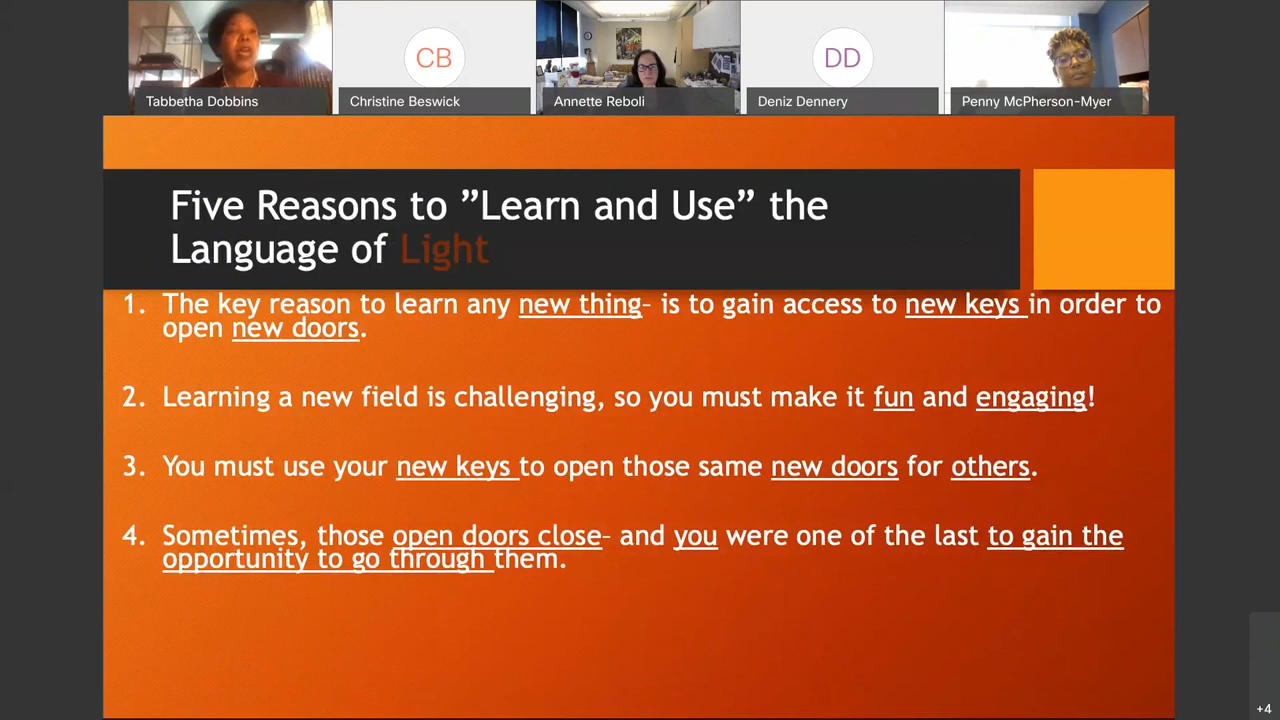 CB
DD
Tabbetha Dobbins
Christine Beswick
Annette Reboli
Deniz Dennery
Penny McPherson-Myer
Five Reasons to ”Learn and Use” the
Language of Light
1. The key reason to learn any new thing– is to gain access to new keys in order to
open new doors.
2. Learning a new field is challenging, so you must make it fun and engaging!
3. You must use your new keys to open those same new doors for others.
4. Sometimes, those open doors close– and you were one of the last to gain the
opportunity to go through them.
+4